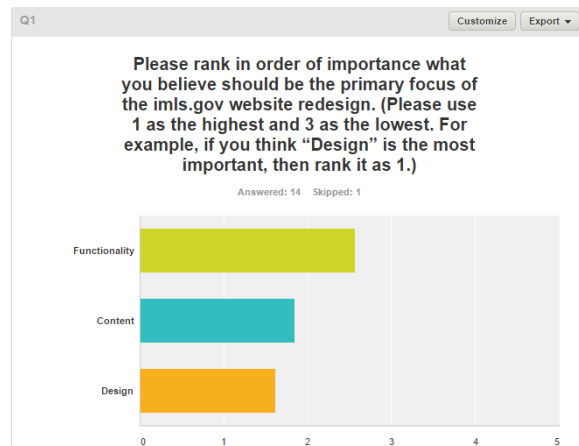 Q1
Customize
Export
Please rank in order of importance what
you believe should be the primary focus of
the imls.gov website redesign. (Please use
1 as the highest and 3 as the lowest. For
example, if you think “Design” is the most
important, then rank it as 1.)
Answered: 14 Skipped: 1
Functionality
Content
Design
0 1 2 3 4 5